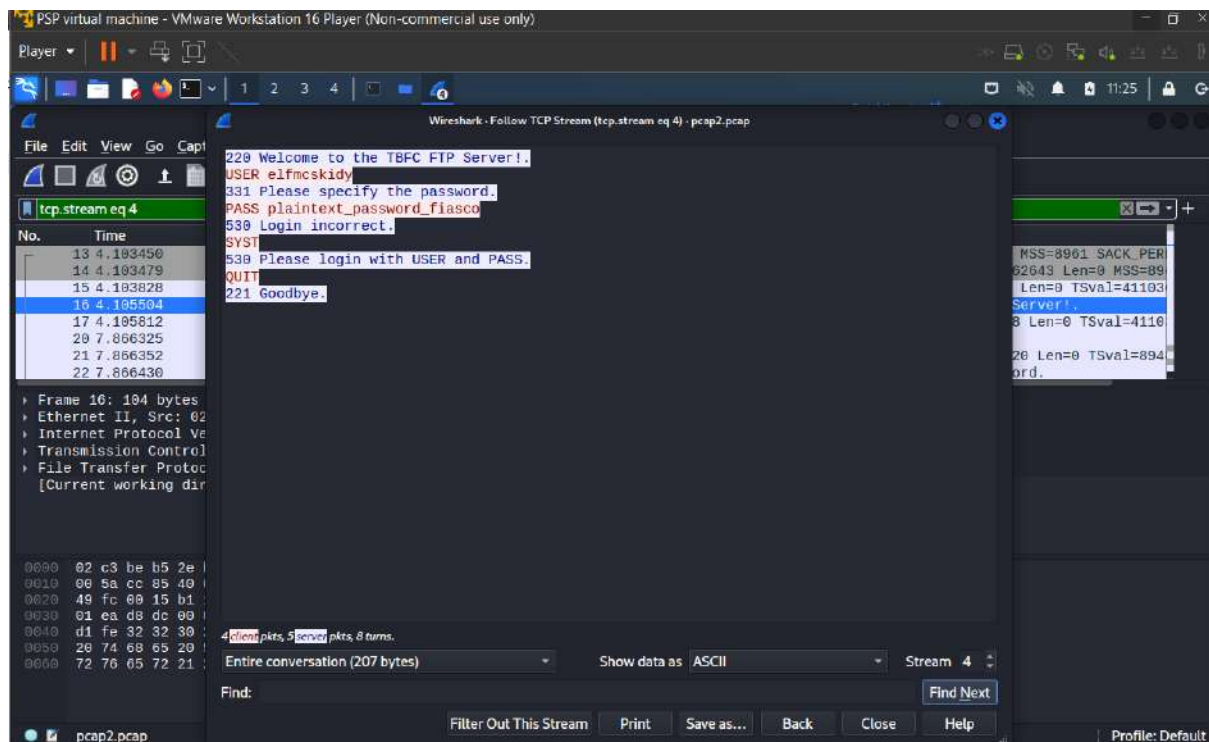 PSP virtual machine - VMware Workstation 16 Player (Non-commercial use only)
Player
1 2 3 4
11:25
Wireshark · Follow TCP Stream (tcp.stream eq 4) · pcap2.pcap
File Edit View Go Capt
220 Welcome to the TBFC FTP Server!.
USER elfmcskidy
331 Please specify the password.
PASS plaintext_password_fiasco
530 Login incorrect.
SYST
530 Please login with USER and PASS.
QUIT
221 Goodbye.
tcp.stream eq 4
No. Time
13 4.103450 MSS=8961 SACK_PER
14 4.103479 62643 Len=0 MSS=89
15 4.103828 Len=0 TSval=41103
16 4.105504 Server!.
17 4.105812 8 Len=0 TSval=4110
20 7.866325
21 7.866352 20 Len=0 TSval=894
22 7.866430 ord.
Frame 16: 104 bytes
Ethernet II, Src: 02
Internet Protocol Ve
Transmission Control
File Transfer Protoc
[Current working dir
0000 02 c3 be b5 2e
0010 00 5a cc 85 40
0020 49 fc 00 15 b1
0030 01 ea d8 dc 00
0040 d1 fe 32 32 30
0050 20 74 68 65 20
0060 72 76 65 72 21
4 client pkts, 5 server pkts, 8 turns.
Entire conversation (207 bytes) Show data as ASCII Stream 4
Find: Find Next
Filter Out This Stream Print Save as... Back Close Help
pcap2.pcap Profile: Default